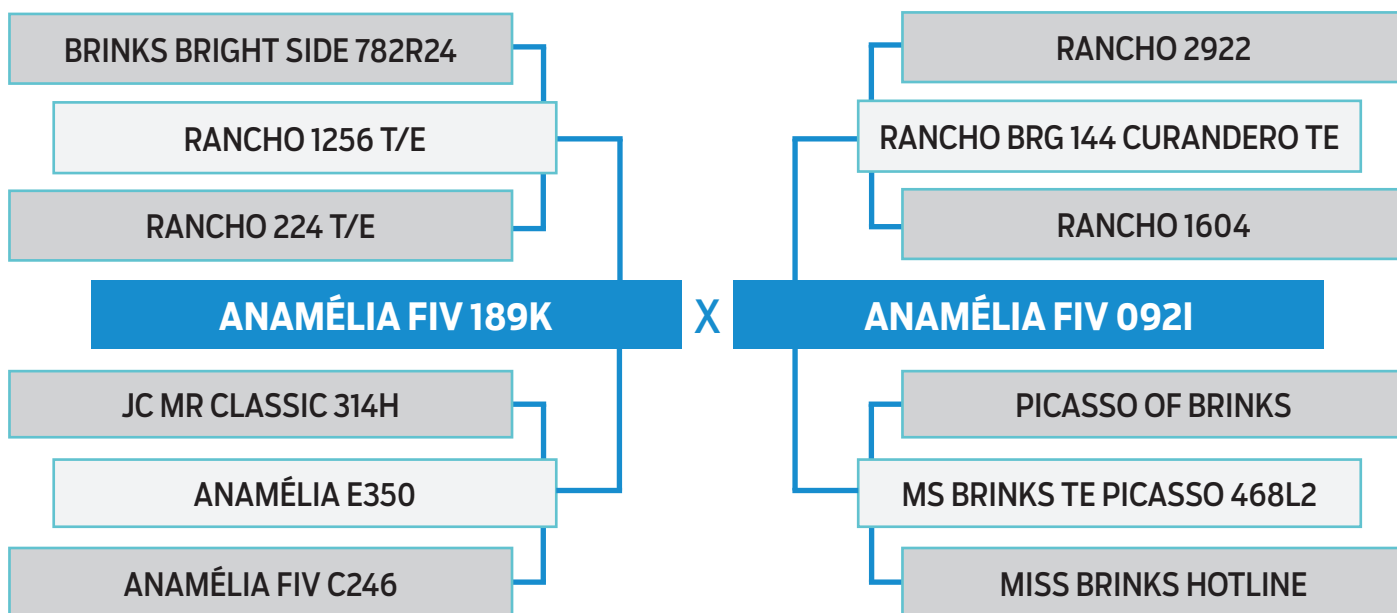 BRINKS BRIGHT SIDE 782R24
RANCHO 1256 T/E
RANCHO 224 T/E
RANCHO 2922
RANCHO BRG 144 CURANDERO TE
RANCHO 1604
ANAMÉLIA FIV 189K X ANAMÉLIA FIV 092I
JC MR CLASSIC 314H
ANAMÉLIA E350
ANAMÉLIA FIV C246
PICASSO OF BRINKS
MS BRINKS TE PICASSO 468L2
MISS BRINKS HOTLINE